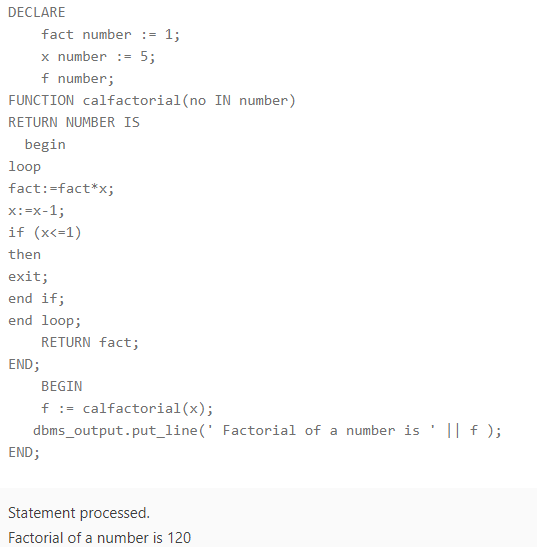 DECLARE
    fact number := 1;
    x number := 5;
    f number;
FUNCTION calfactorial(no IN number)
RETURN NUMBER IS
  begin
loop
fact:=fact*x;
x:=x-1;
if (x<=1)
then
exit;
end if;
end loop;
    RETURN fact;
END;
    BEGIN
    f := calfactorial(x);
   dbms_output.put_line(' Factorial of a number is ' || f );
END;
Statement processed.
Factorial of a number is 120